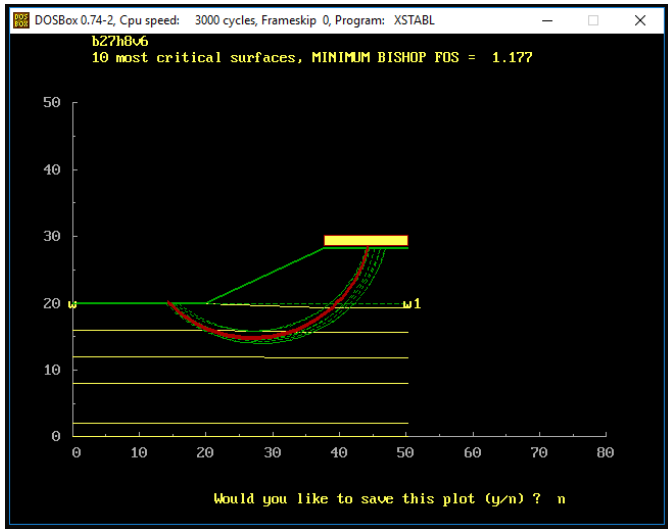 DOSBox 0.74-2, Cpu speed: 3000 cycles, Frameskip 0, Program: XSTABL
b27h8v6
10 most critical surfaces, MINIMUM BISHOP FOS = 1.177
50
40
30
20
w
w1
10
0
0 10 20 30 40 50 60 70 80
Would you like to save this plot (y/n) ? n